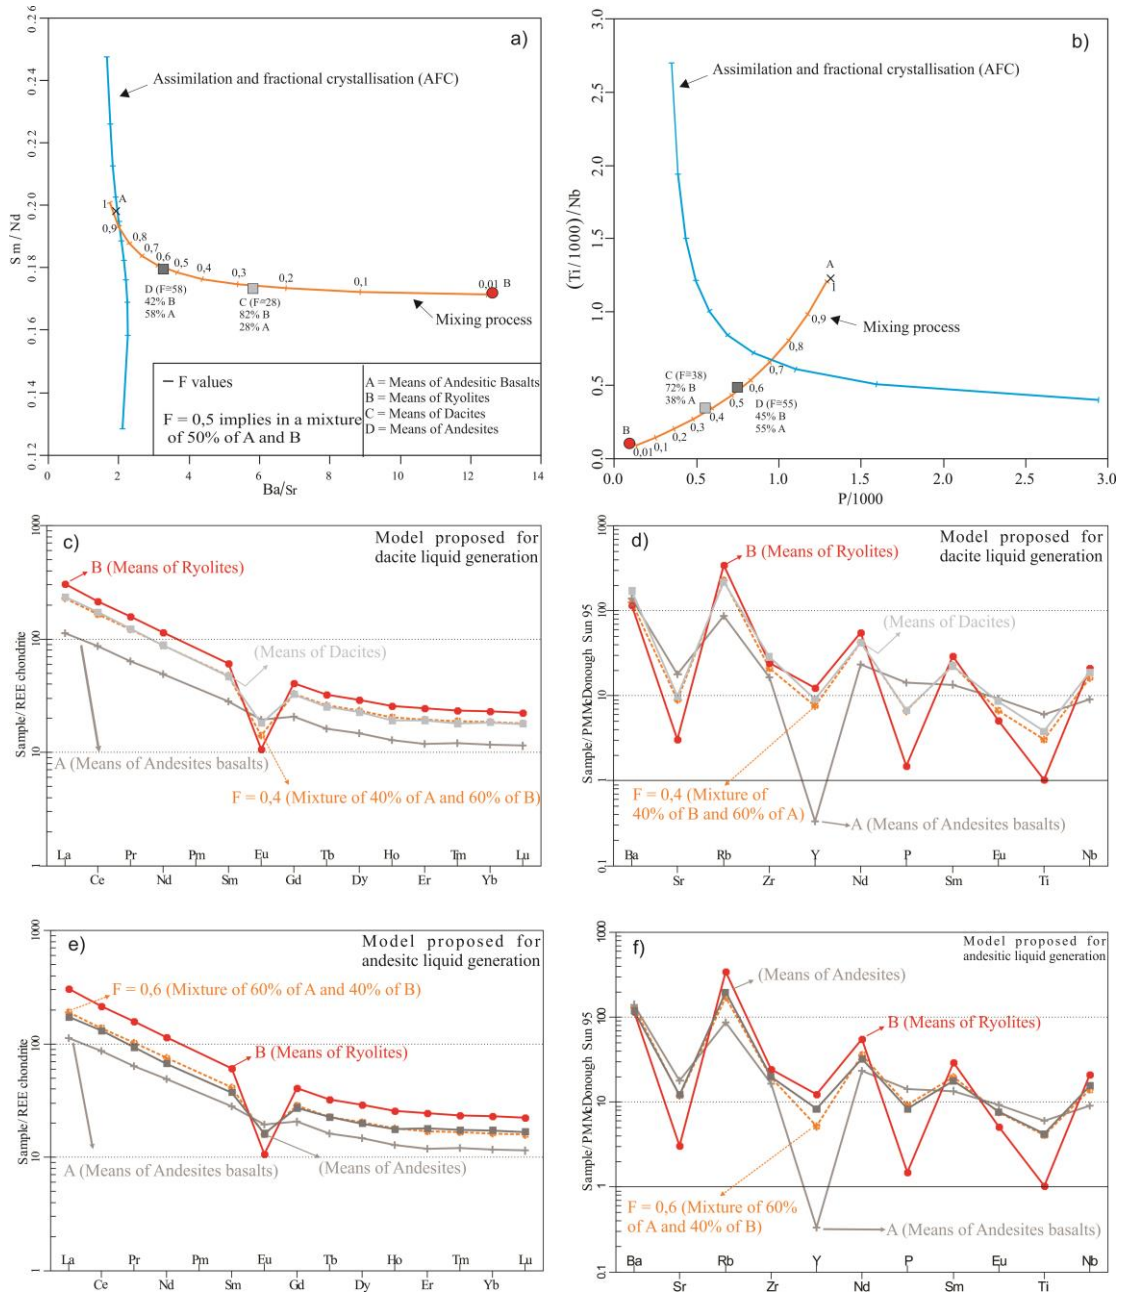 a)
0.26
0.24
0.22
0.20
0.18
0.16
0.14
0.12
Sm/Nd
Assimilation and fractional crystallisation (AFC)
1
A
0,9
0,8
0,7
0,6
0,5
0,4
0,3
0,2
0,1
0,01
B
D (F=58)
42% B
58% A
C (F=28)
82% B
28% A
Mixing process
– F values
F = 0,5 implies in a mixture
of 50% of A and B
A = Means of Andesitic Basalts
B = Means of Ryolites
C = Means of Dacites
D = Means of Andesites
0
2
4
6
8
10
12
14
Ba/Sr
b)
3.0
2.5
2.0
1.5
1.0
0.5
0.0
(Ti/1000)/Nb
Assimilation and fractional crystallisation (AFC)
A
1
0,9
Mixing process
0,8
0,7
0,6
0,5
0,4
0,3
0,2
0,1
0,01
B
C (F=38)
72% B
38% A
D (F=55)
45% B
55% A
0.0
0.5
1.0
1.5
2.0
2.5
3.0
P/1000
c)
Model proposed for
dacite liquid generation
1000
100
10
1
Sample/ REE chondrite
B (Means of Ryolites)
(Means of Dacites)
A (Means of Andesites basalts)
F = 0,4 (Mixture of 40% of A and 60% of B)
La Pr Pm Eu Tb Ho Tm Lu
Ce Nd Sm Gd Dy Er Yb
d)
Model proposed for
dacite liquid generation
1000
100
10
1
0.1
Sample/PMMcDonough Sun 95
B (Means of Ryolites)
(Means of Dacites)
F = 0,4 (Mixture of
40% of B and 60% of A)
A (Means of Andesites basalts)
Ba Rb Y P Eu Nb
Sr Zr Nd Sm Ti
e)
Model proposed for
andesitc liquid generation
1000
100
10
1
Sample/ REE chondrite
F = 0,6 (Mixture of 60% of A and 40% of B)
B (Means of Ryolites)
A (Means of Andesites basalts)
(Means of Andesites)
La Pr Pm Eu Tb Ho Tm Lu
Ce Nd Sm Gd Dy Er Yb
f)
Model proposed for
andesitic liquid generation
1000
100
10
1
0.1
Sample/PMMcDonough Sun 95
(Means of Andesites)
B (Means of Ryolites)
F = 0,6 (Mixture of 60%
of A and 40% of B)
A (Means of Andesites basalts)
Ba Rb Y P Eu Nb
Sr Zr Nd Sm Ti